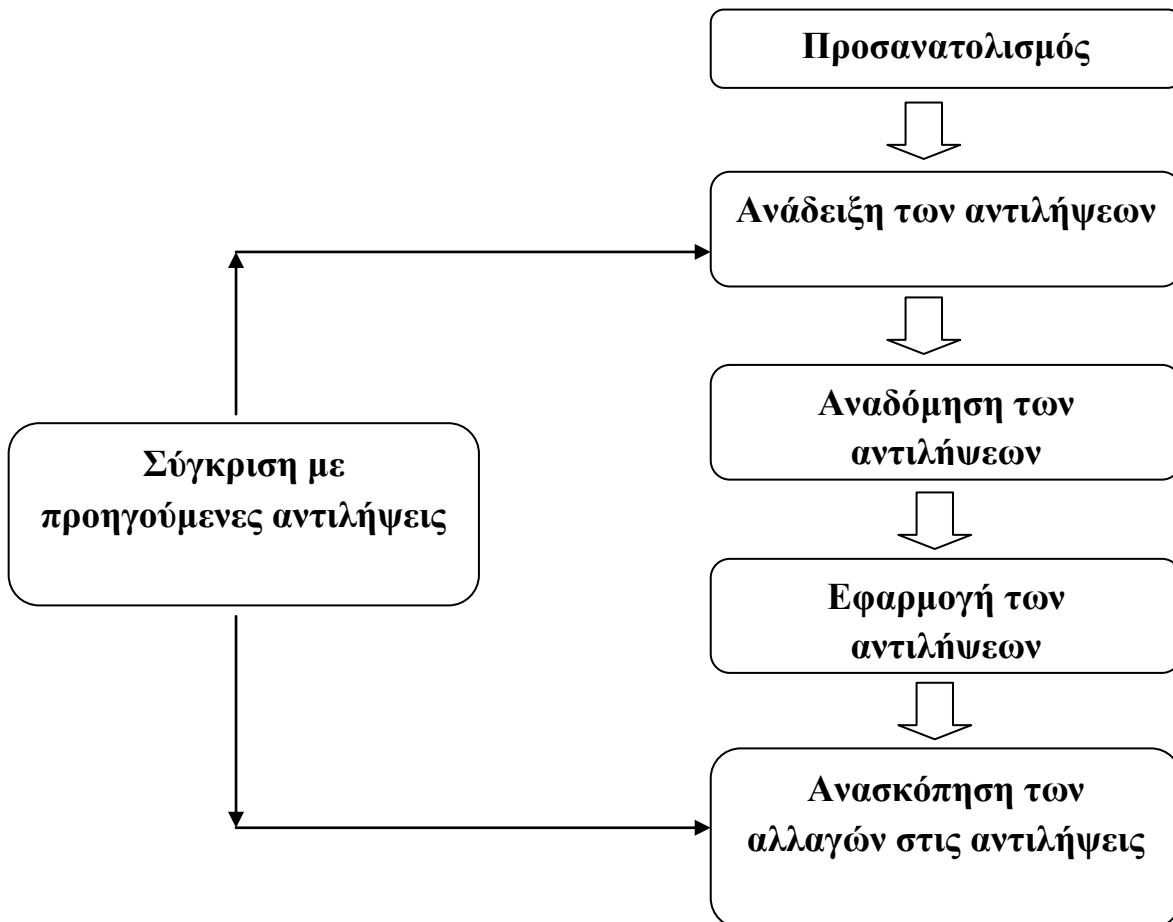 Προσανατολισμός
Ανάδειξη των αντιλήψεων
Αναδόμηση των
αντιλήψεων
Σύγκριση με
προηγούμενες αντιλήψεις
Εφαρμογή των
αντιλήψεων
Ανασκόπηση των
αλλαγών στις αντιλήψεις